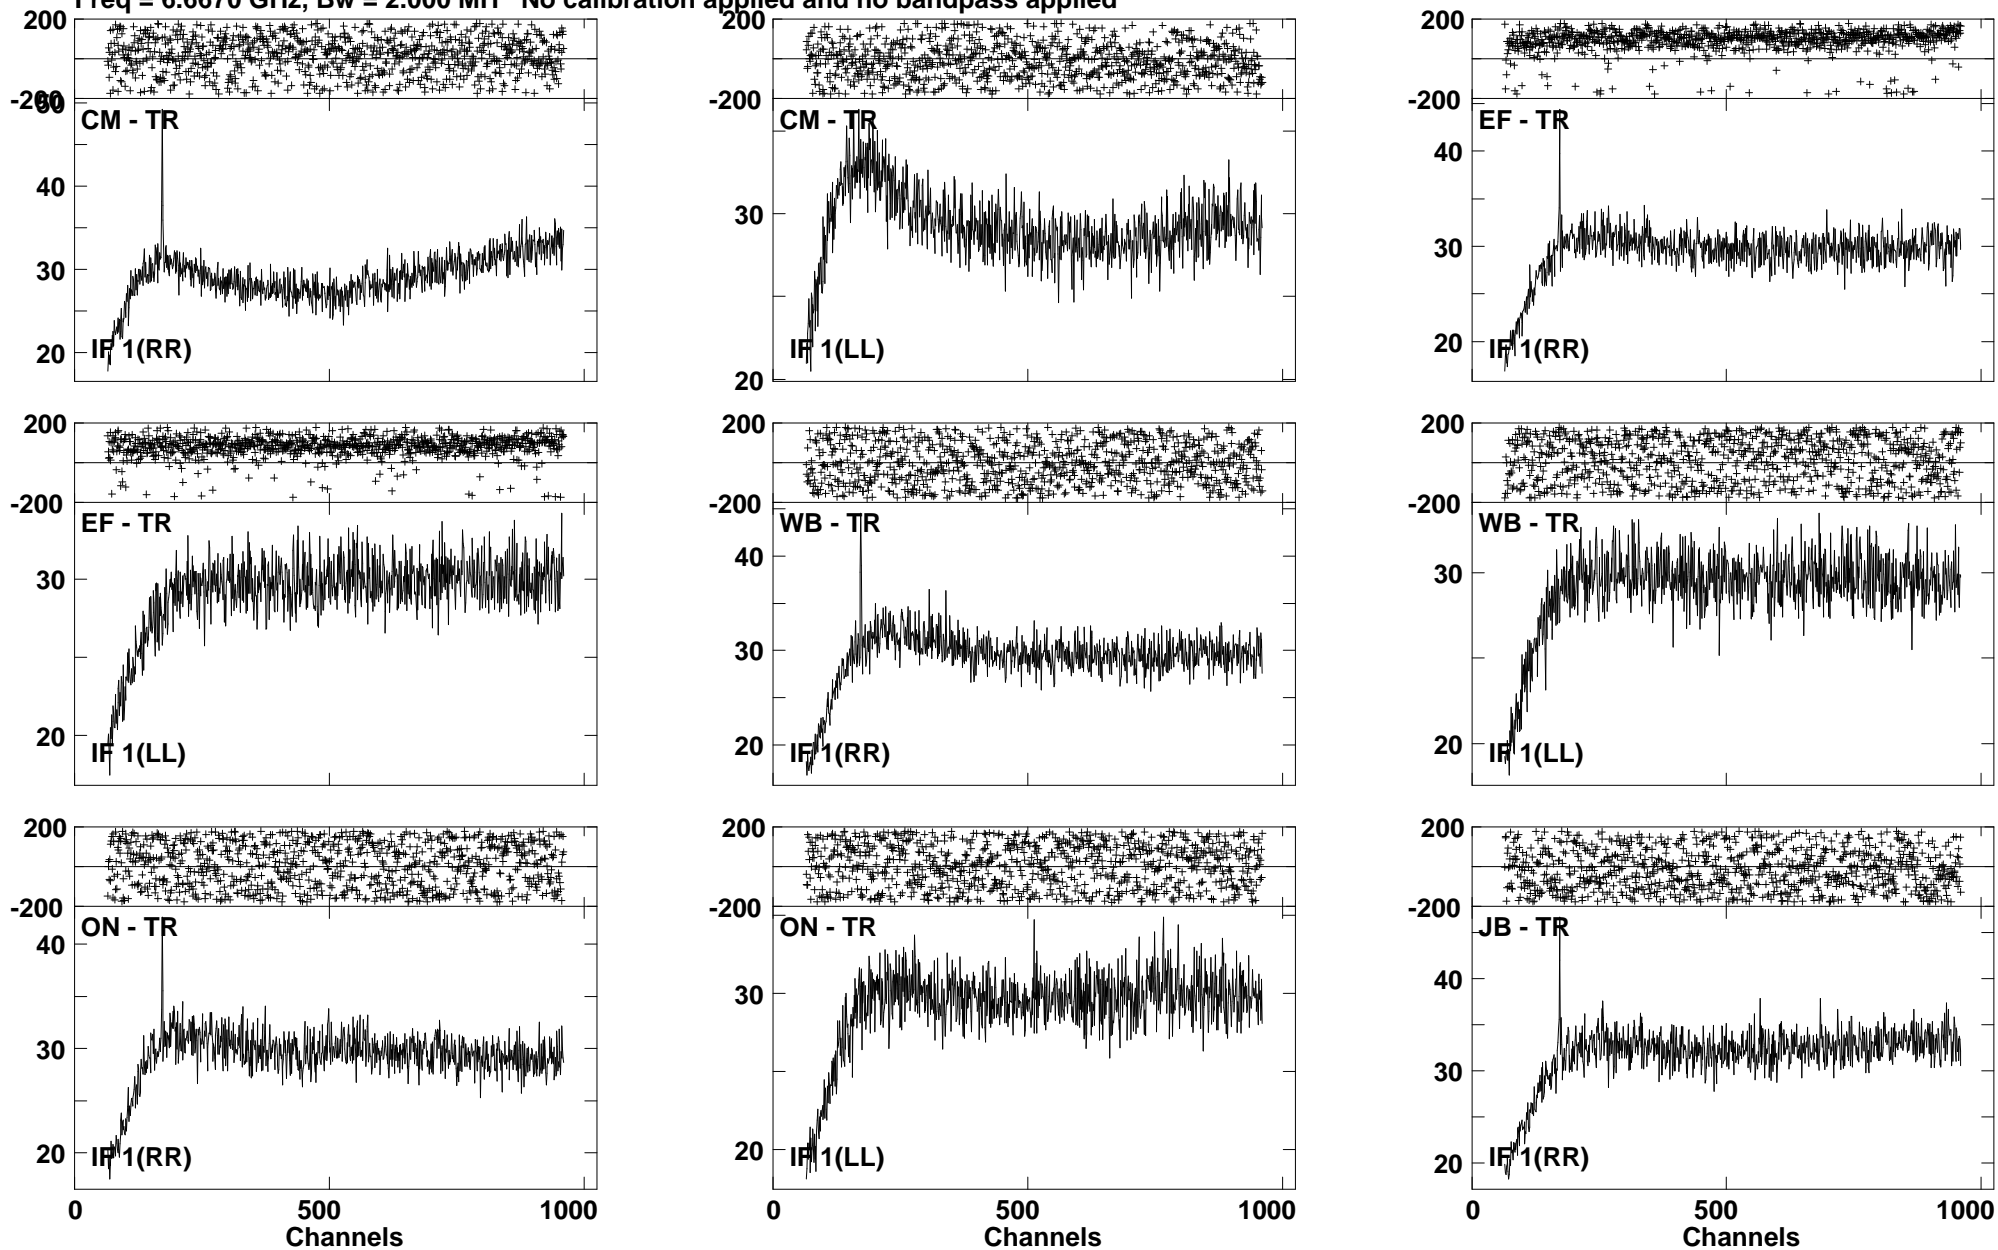 Freq = 6.6670 GHz, Bw = 2.000 MH No calibration applied and no bandpass applied
200
-200
50
CM - TR
40
30
20
IF 1(RR)
200
-200
CM - TR
30
20
IF 1(LL)
200
-200
EF - TR
40
30
20
IF 1(RR)
200
-200
EF - TR
30
20
IF 1(LL)
200
-200
WB - TR
40
30
20
IF 1(RR)
200
-200
WB - TR
30
20
IF 1(LL)
200
-200
ON - TR
40
30
20
IF 1(RR)
0 500 1000
Channels
200
-200
ON - TR
30
20
IF 1(LL)
0 500 1000
Channels
200
-200
JB - TR
40
30
20
IF 1(RR)
0 500 1000
Channels